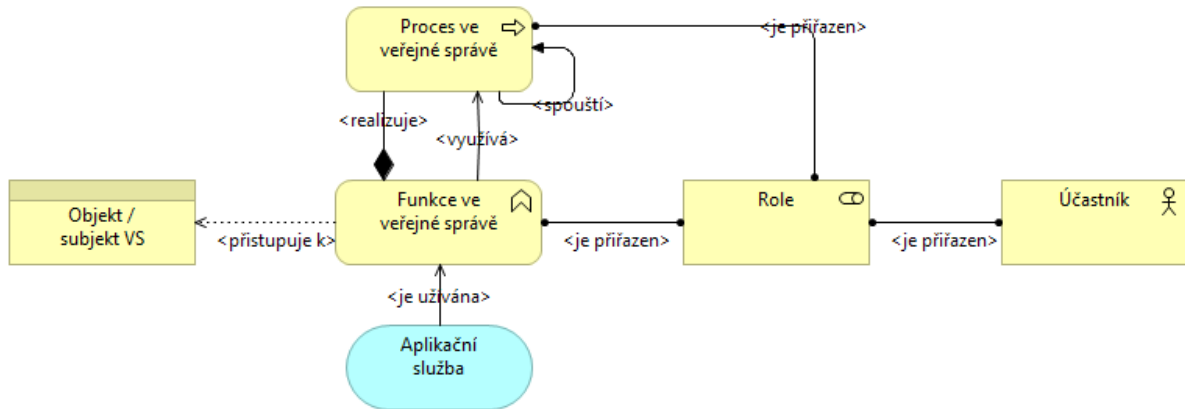 Proces ve
veřejné správě
<je přiřazen>
<spouští>
<realizuje>
<využívá>
Objekt /
subjekt VS
<přistupuje k>
Funkce ve
veřejné správě
<je přiřazen>
Role
<je přiřazen>
Účastník
<je užívána>
Aplikační
služba